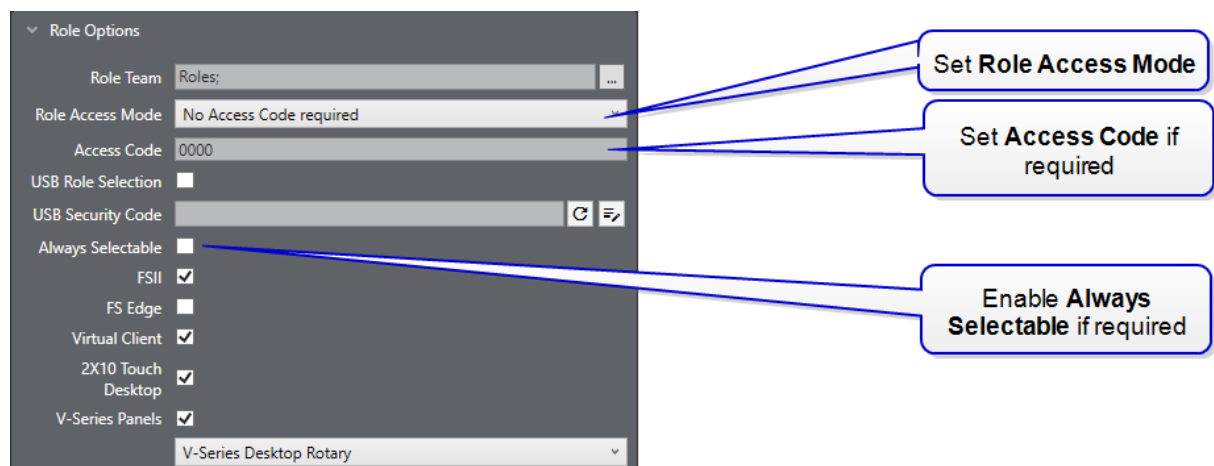 Role Options
Role Team Roles; ...
Role Access Mode No Access Code required
Access Code 0000
USB Role Selection
USB Security Code
Always Selectable
FSII
FS Edge
Virtual Client
2X10 Touch
Desktop
V-Series Panels
V-Series Desktop Rotary
Set Role Access Mode
Set Access Code if
required
Enable Always
Selectable if required